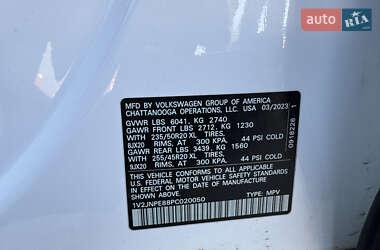 auto RIA
MFD BY VOLKSWAGEN GROUP OF AMERICA
CHATTANOOGA OPERATIONS, LLC. USA 03/2023
GVWR LBS 6041, KG 2740
GAWR FRONT LBS 2712, KG 1230
WITH 235/50R20 XL TIRES,
8JX20 RIMS, AT 300 KPA, 44 PSI COLD
GAWR REAR LBS 3439, KG 1560
WITH 255/45R20 XL TIRES,
9JX20 RIMS, AT 300 KPA, 44 PSI COLD
THIS VEHICLE CONFORMS TO ALL APPLICABLE
U.S. FEDERAL MOTOR VEHICLE SAFETY STANDARDS
IN EFFECT ON THE DATE OF MANUFACTURE
SHOWN ABOVE.
1V2JNPE88PC020050 TYPE: MPV
0918226 1